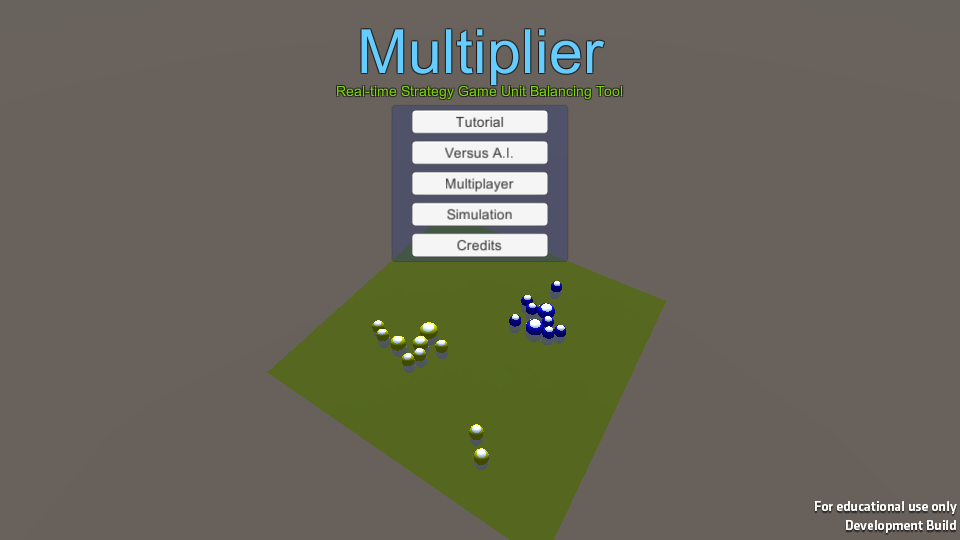 Multiplier
Real-time Strategy Game Unit Balancing Tool
Tutorial
Versus A.I.
Multiplayer
Simulation
Credits
For educational use only
Development Build